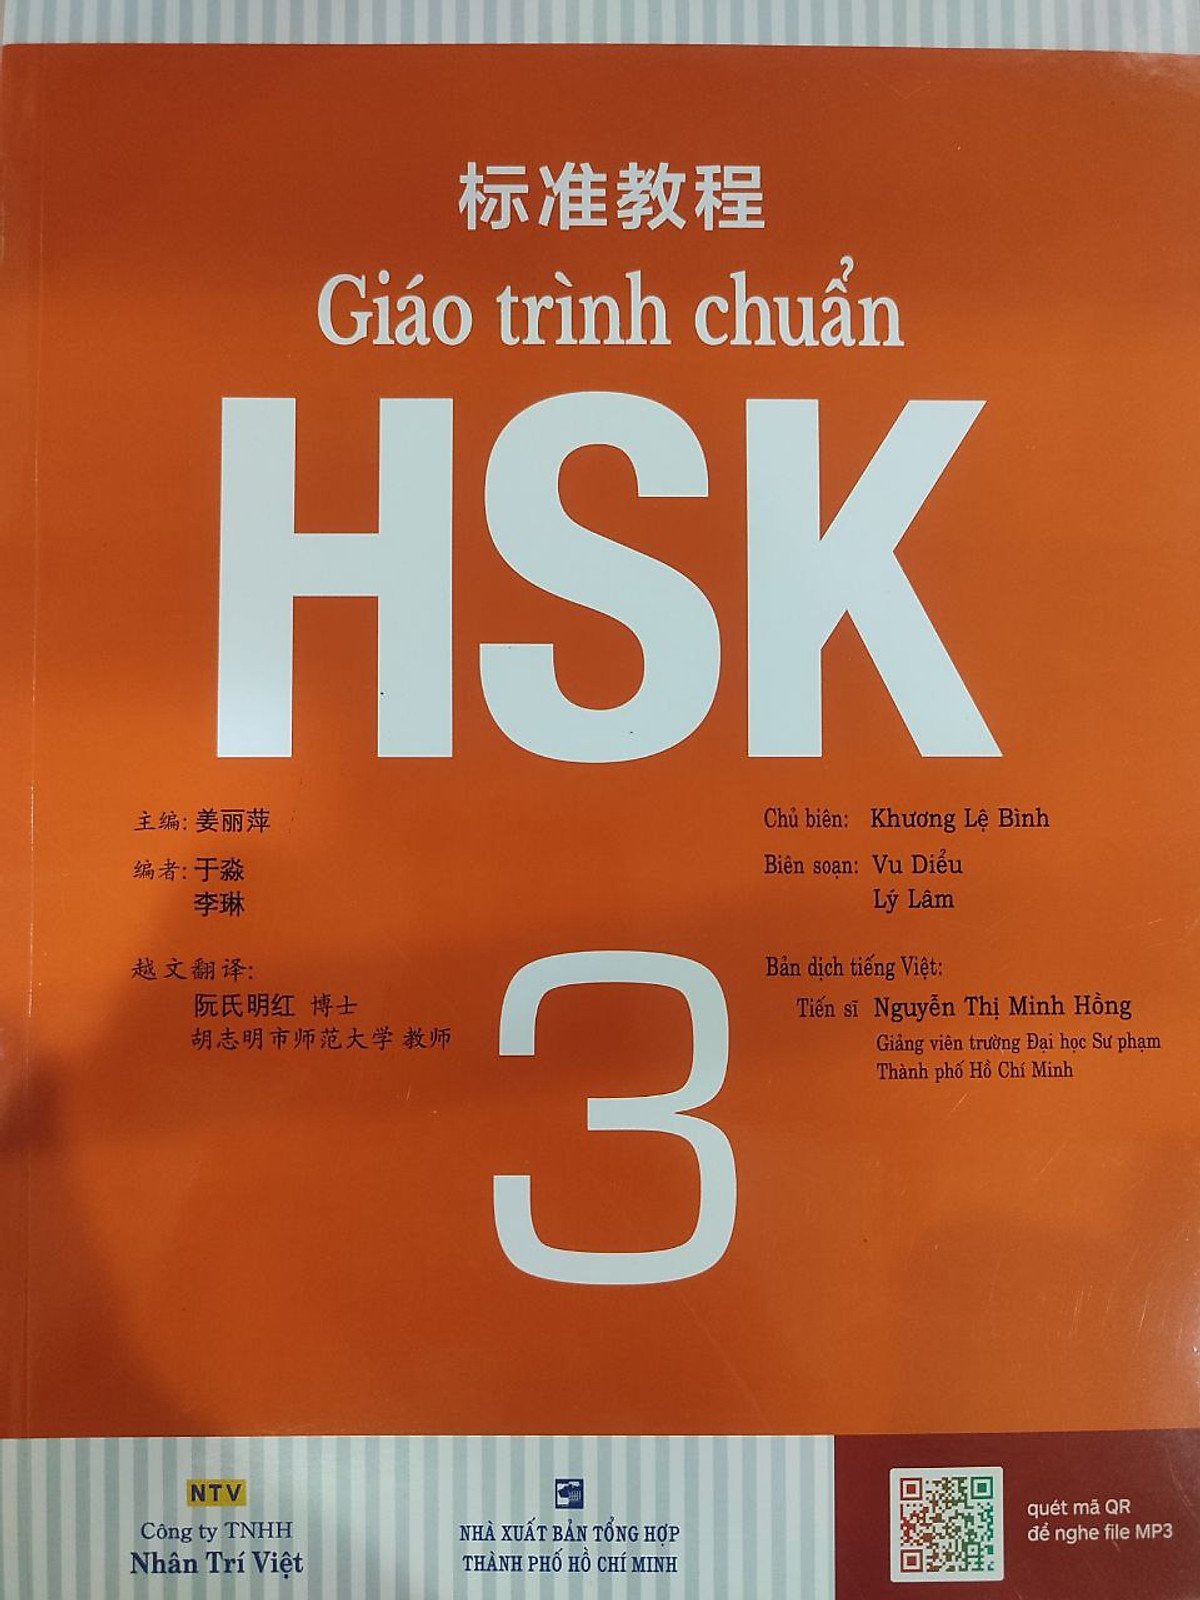 标准教程
Giáo trình chuẩn
HSK
主编: 姜丽萍
编者: 于淼
李琳
越文翻译:
阮氏明红 博士
胡志明市师范大学 教师
Chủ biên: Khương Lệ Bình
Biên soạn: Vu Diểu
Lý Lâm
Bản dịch tiếng Việt:
Tiến sĩ Nguyễn Thị Minh Hồng
Giảng viên trường Đại học Sư phạm
Thành phố Hồ Chí Minh
3
NTV
Công ty TNHH
Nhân Trí Việt
NHÀ XUẤT BẢN TỔNG HỢP
THÀNH PHỐ HỒ CHÍ MINH
quét mã QR
để nghe file MP3